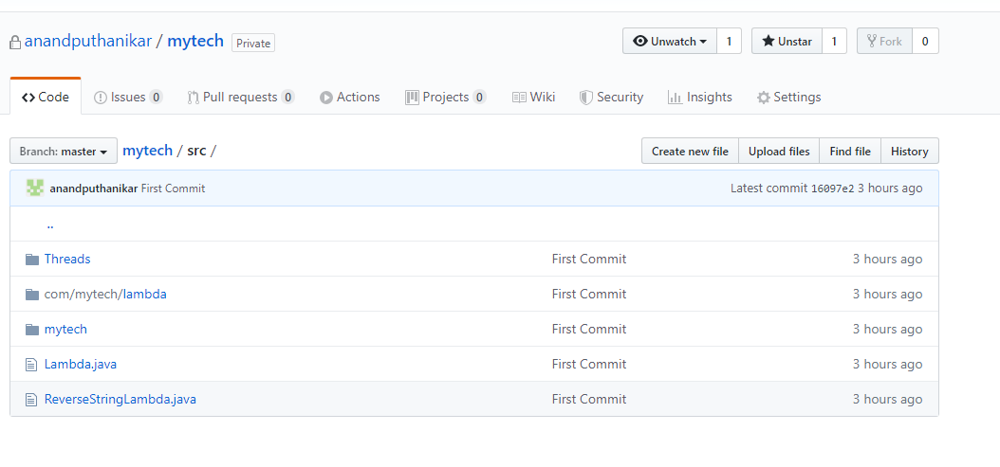 anandputhanikar / mytech Private Unwatch 1 Unstar 1 Fork 0
Code Issues 0 Pull requests 0 Actions Projects 0 Wiki Security Insights Settings
Branch: master mytech / src / Create new file Upload files Find file History
anandputhanikar First Commit Latest commit 16097e2 3 hours ago
..
Threads First Commit 3 hours ago
com/mytech/lambda First Commit 3 hours ago
mytech First Commit 3 hours ago
Lambda.java First Commit 3 hours ago
ReverseStringLambda.java First Commit 3 hours ago